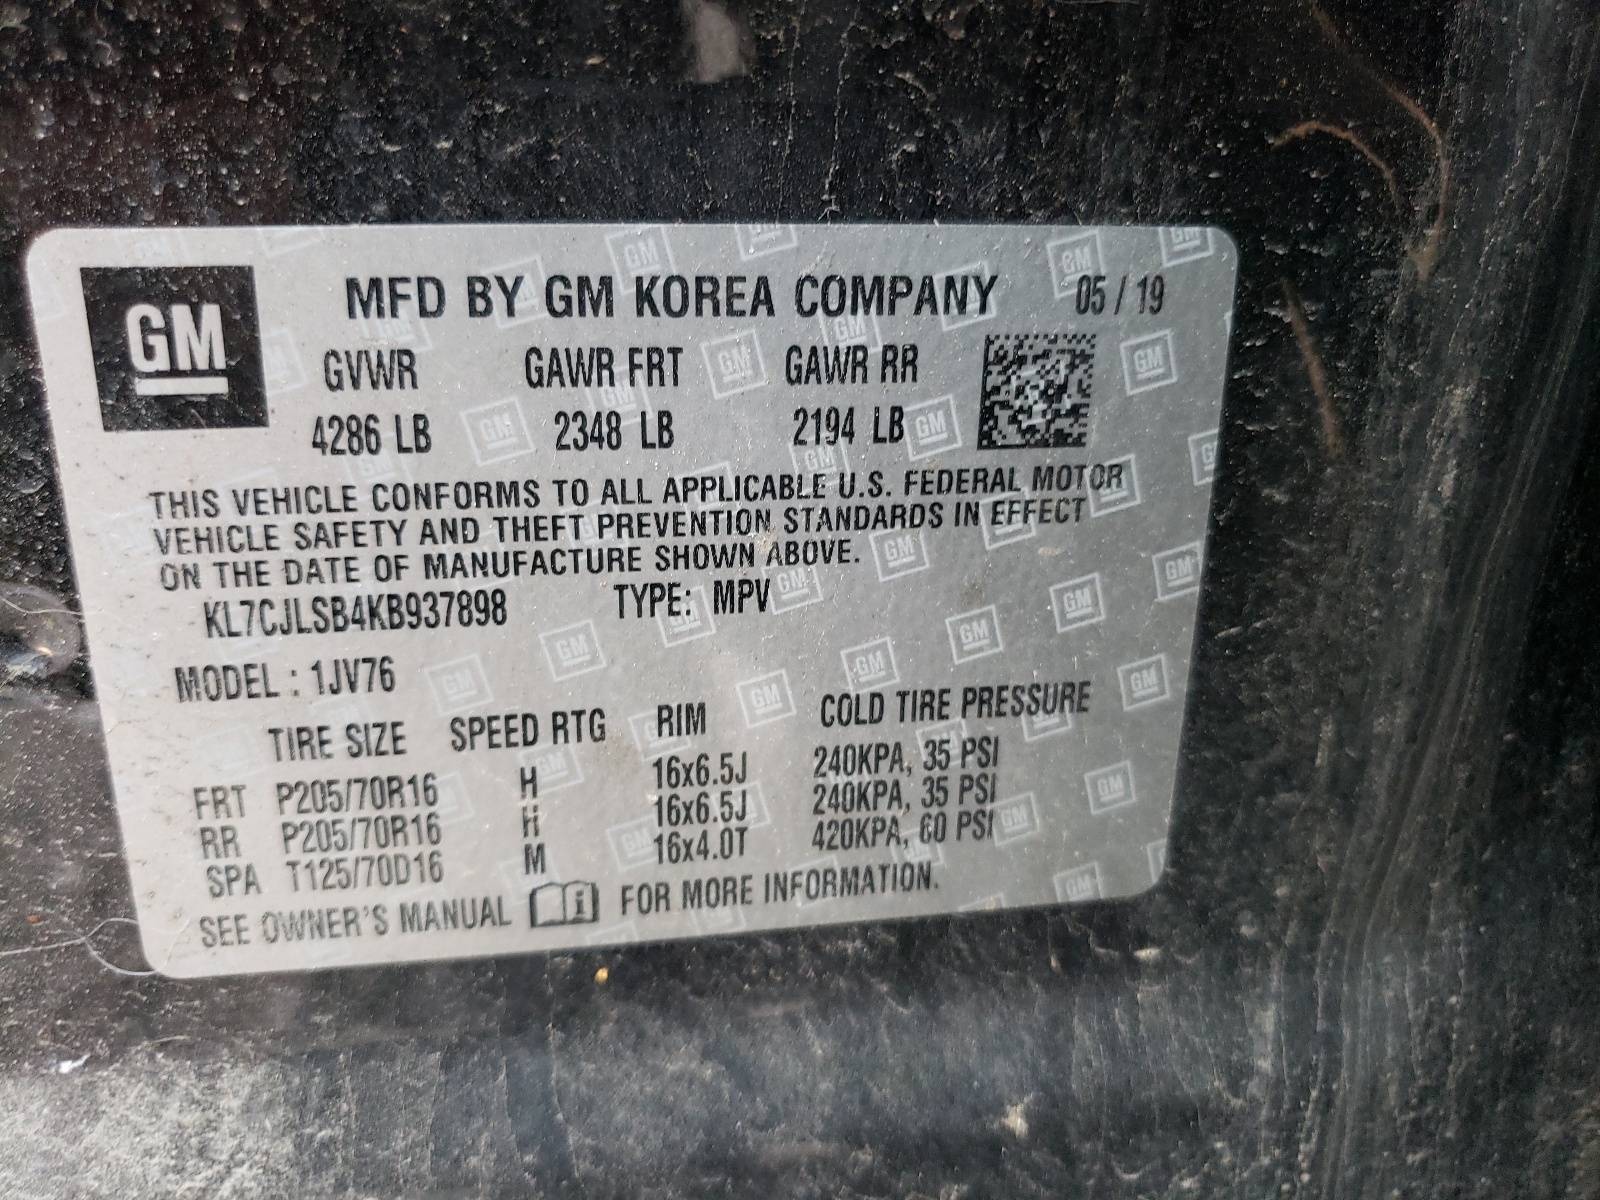 GM
MFD BY GM KOREA COMPANY 05 / 19
GVWR GAWR FRT GAWR RR
4286 LB 2348 LB 2194 LB
THIS VEHICLE CONFORMS TO ALL APPLICABLE U.S. FEDERAL MOTOR
VEHICLE SAFETY AND THEFT PREVENTION STANDARDS IN EFFECT
ON THE DATE OF MANUFACTURE SHOWN ABOVE.
KL7CJLSB4KB937898 TYPE: MPV
MODEL : 1JV76
TIRE SIZE SPEED RTG RIM COLD TIRE PRESSURE
FRT P205/70R16 H 16x6.5J 240KPA, 35 PSI
RR P205/70R16 H 16x6.5J 240KPA, 35 PSI
SPA T125/70D16 M 16x4.0T 420KPA, 60 PSI
SEE OWNER'S MANUAL FOR MORE INFORMATION.